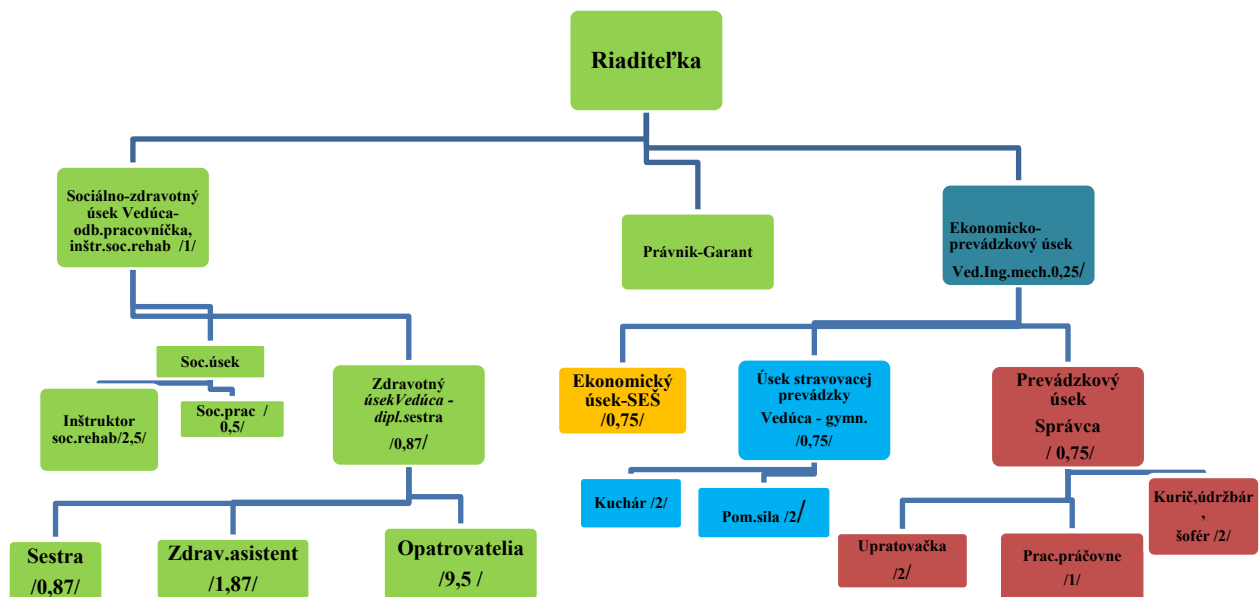 Riaditeľka
Sociálno-zdravotný
úsek Vedúca-
odb.pracovníčka,
inštr.soc.rehab /1/
Právnik-Garant
Ekonomicko-
prevádzkový úsek
Ved.Ing.mech.0,25/
Soc.úsek
Inštruktor
soc.rehab/2,5/
Soc.prac /
0,5/
Zdravotný
úsekVedúca -
dipl.sestra
/0,87/
Ekonomický
úsek-SEŠ
/0,75/
Úsek stravovacej
prevádzky
Vedúca - gymn.
/0,75/
Prevádzkový
úsek
Správca
/ 0,75/
Kuchár /2/
Pom.sila /2/
Kurič,údržbár
,
šofér /2/
Upratovačka
/2/
Prac.práčovne
/1/
Sestra
/0,87/
Zdrav.asistent
/1,87/
Opatrovatelia
/9,5 /